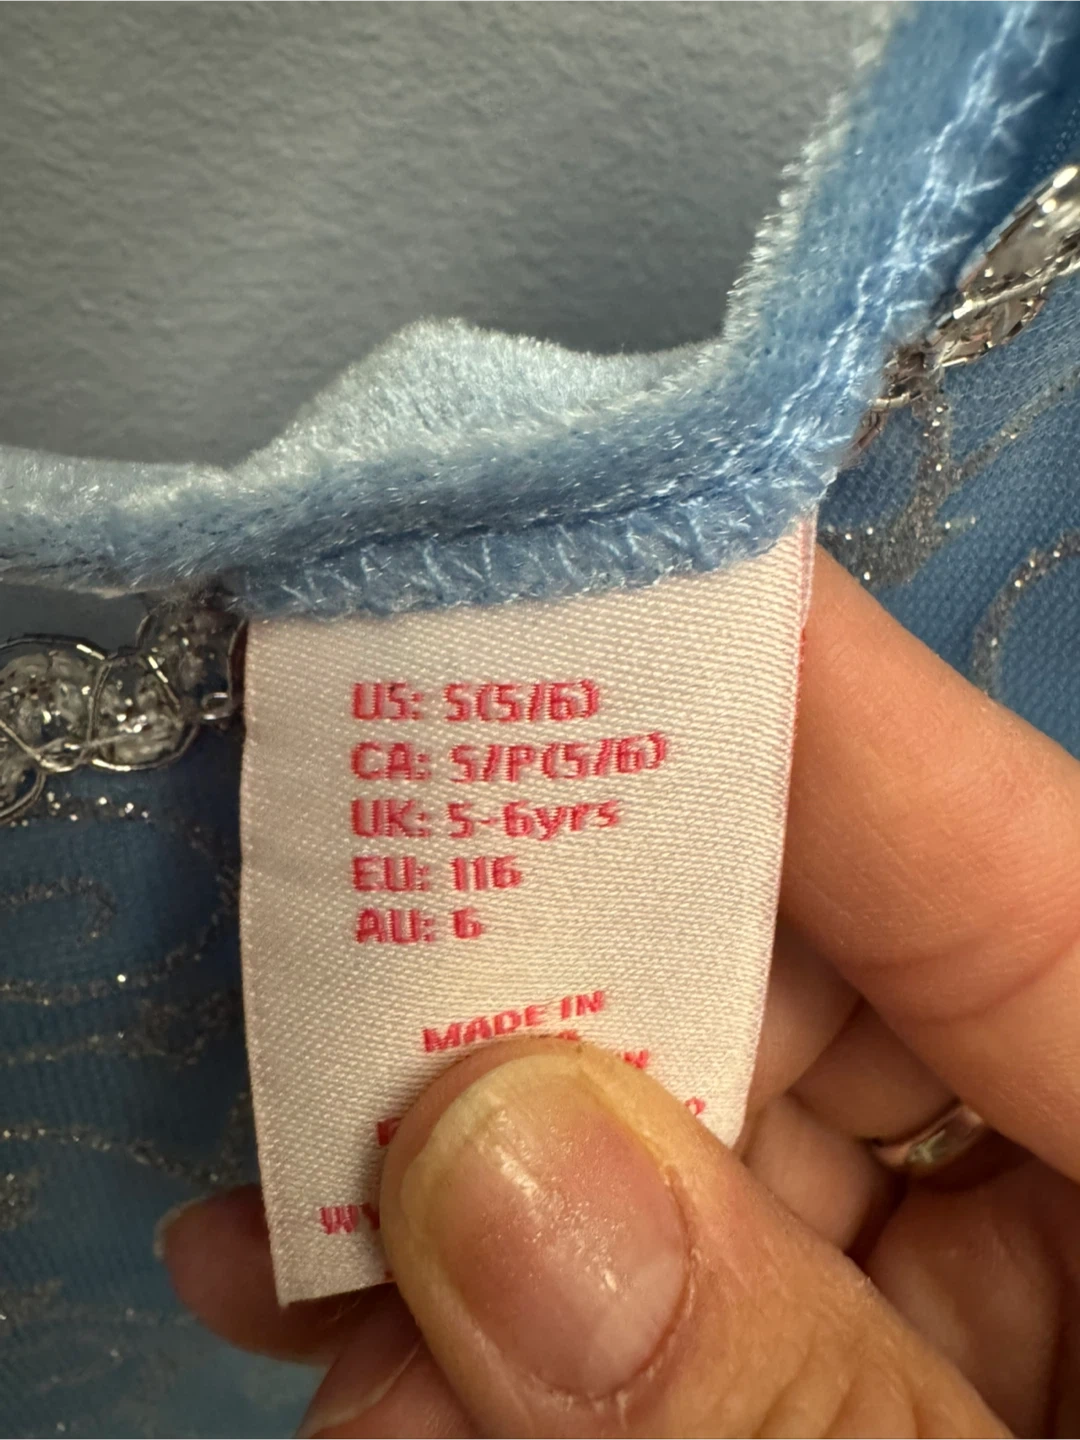 US: S(5/6)
CA: S/P(5/6)
UK: 5-6yrs
EU: 116
AU: 6
MADE IN